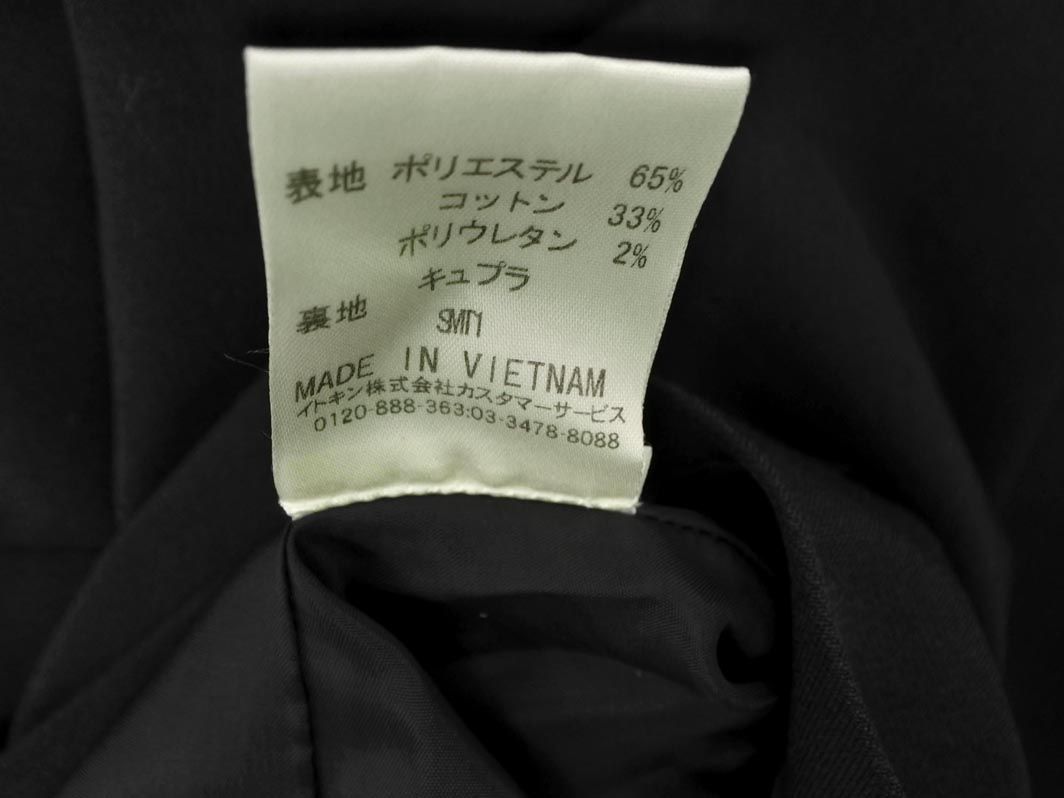 表地 ポリエステル 65%
コットン 33%
ポリウレタン 2%
キュプラ
裏地
MADE IN VIETNAM
イトキン株式会社カスタマーサービス
0120-888-363:03-3478-8088